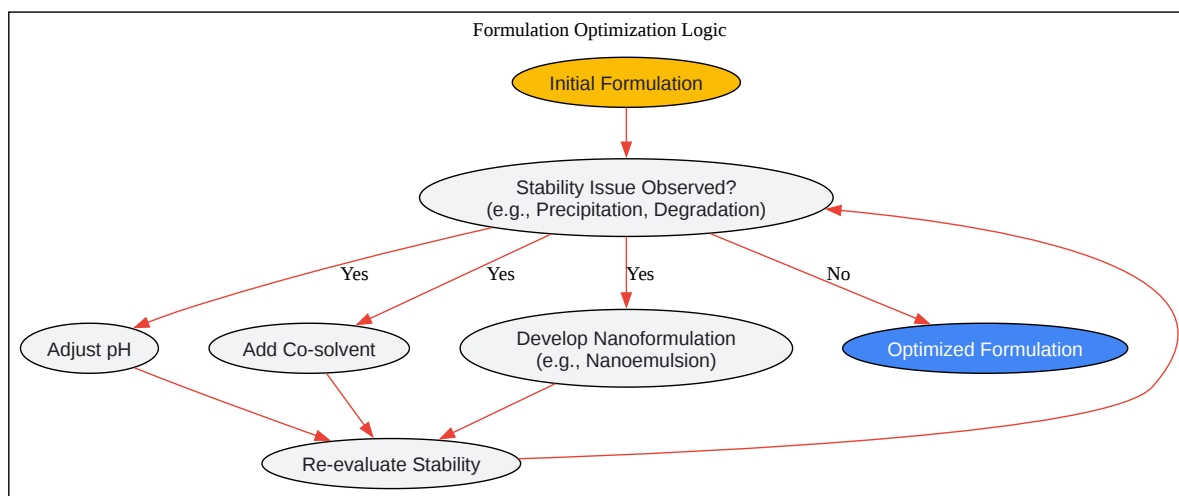 Formulation Optimization Logic
Initial Formulation
Stability Issue Observed?
(e.g., Precipitation, Degradation)
Yes
Yes
Yes
No
Adjust pH
Add Co-solvent
Develop Nanoformulation
(e.g., Nanoemulsion)
Optimized Formulation
Re-evaluate Stability